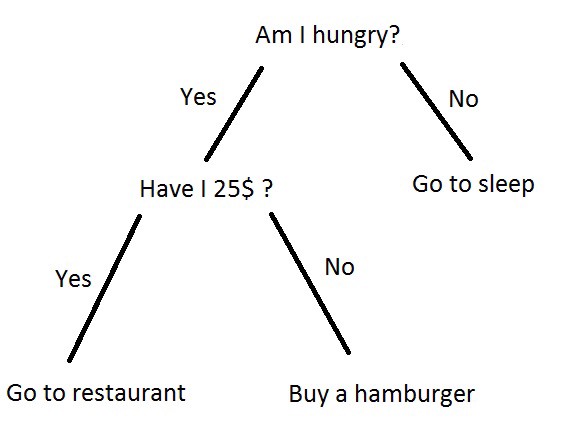 Am I hungry?
Yes
No
Have I 25$ ?
Go to sleep
Yes
No
Go to restaurant
Buy a hamburger